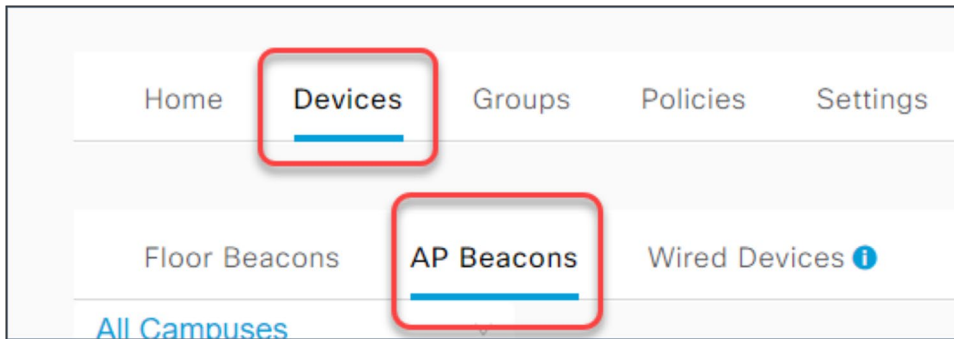 Home Devices Groups Policies Settings
Floor Beacons AP Beacons Wired Devices
All Campuses